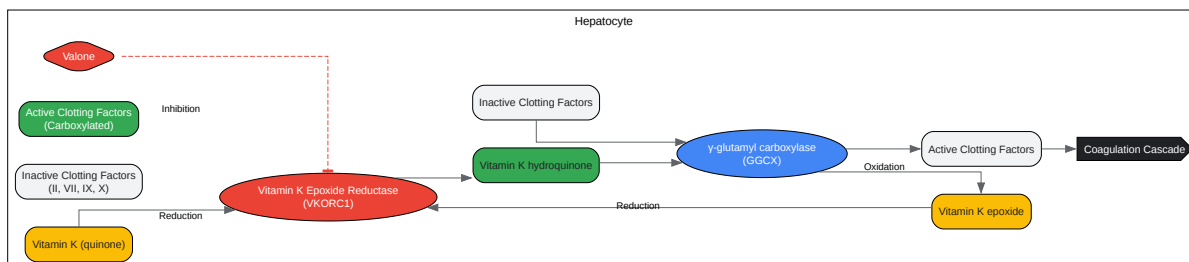 Hepatocyte
Valone
Active Clotting Factors
(Carboxylated)
Inhibition
Inactive Clotting Factors
(II, VII, IX, X)
Vitamin K (quinone)
Reduction
Vitamin K Epoxide Reductase
(VKORC1)
Inactive Clotting Factors
Vitamin K hydroquinone
γ-glutamyl carboxylase
(GGCX)
Active Clotting Factors
Coagulation Cascade
Oxidation
Reduction
Vitamin K epoxide